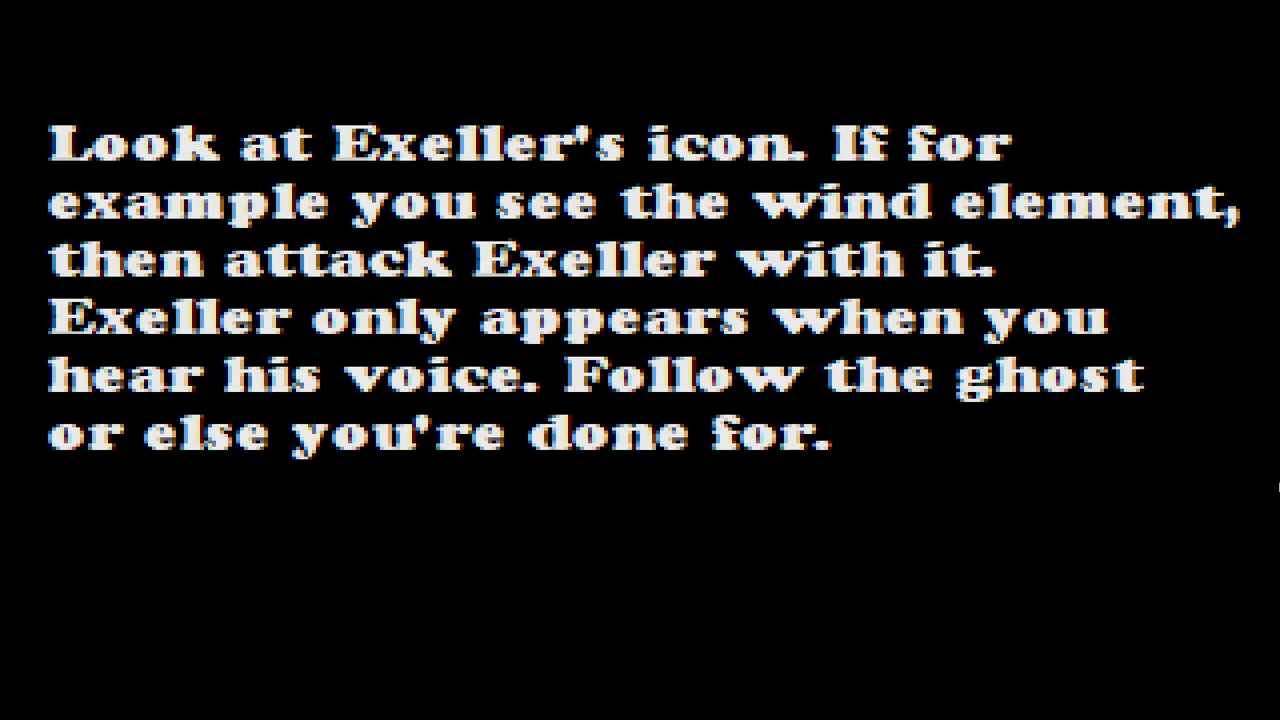 Look at Exeller's icon. If for
example you see the wind element,
then attack Exeller with it.
Exeller only appears when you
hear his voice. Follow the ghost
or else you're done for.